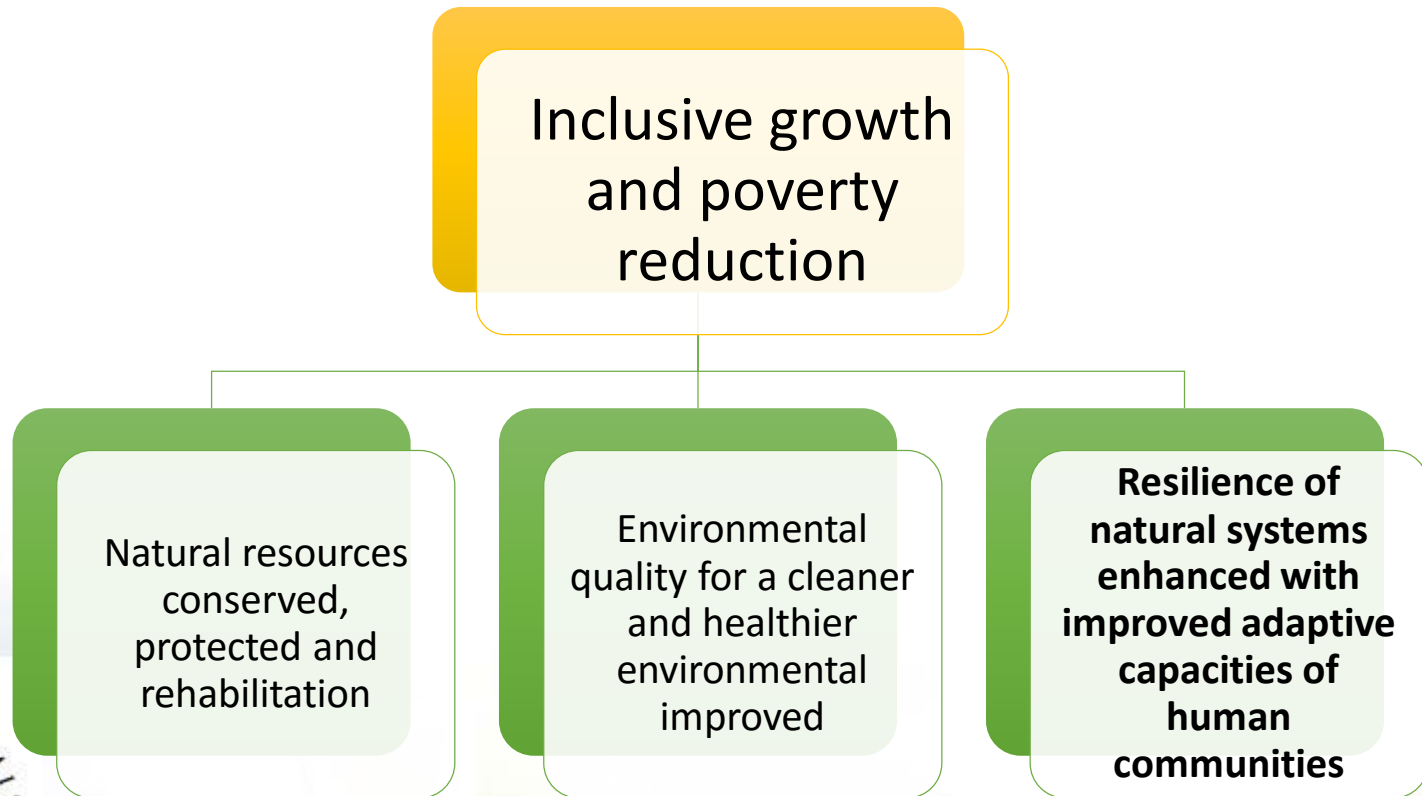 Inclusive growth
and poverty
reduction
Natural resources
conserved,
protected and
rehabilitation
Environmental
quality for a cleaner
and healthier
environmental
improved
Resilience of
natural systems
enhanced with
improved adaptive
capacities of
human
communities